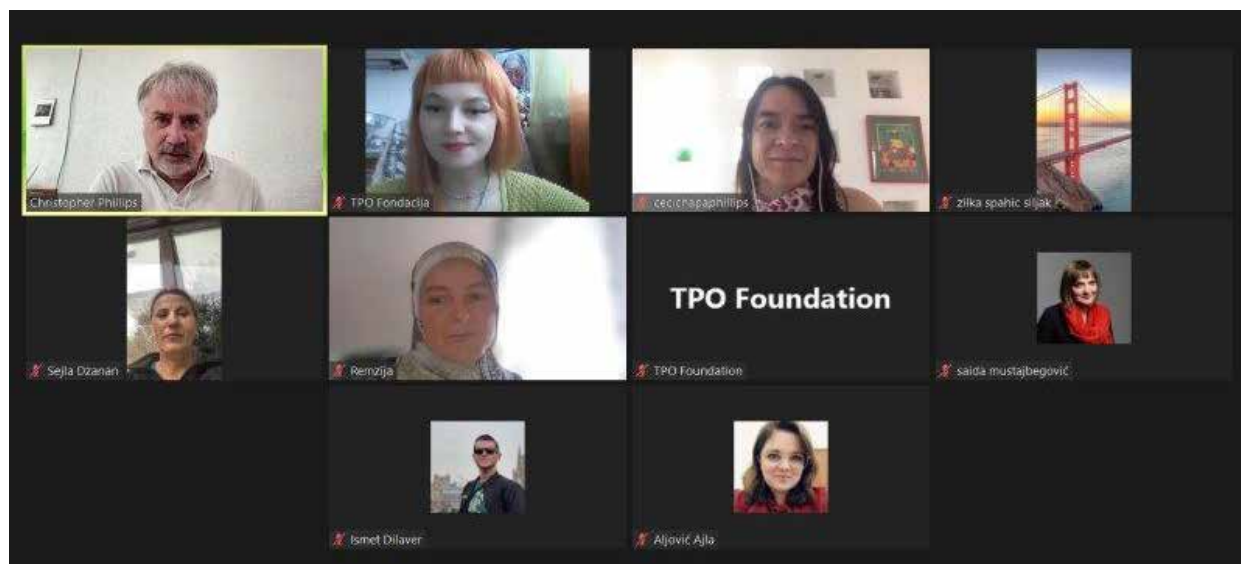 Christopher Phillips
TPO Fondacija
cecichapaphillips
zilka spahic siljak
Sejla Dzanan
Remzija
TPO Foundation
TPO Foundation
saida mustajbegović
Ismet Dilaver
Aljović Ajla